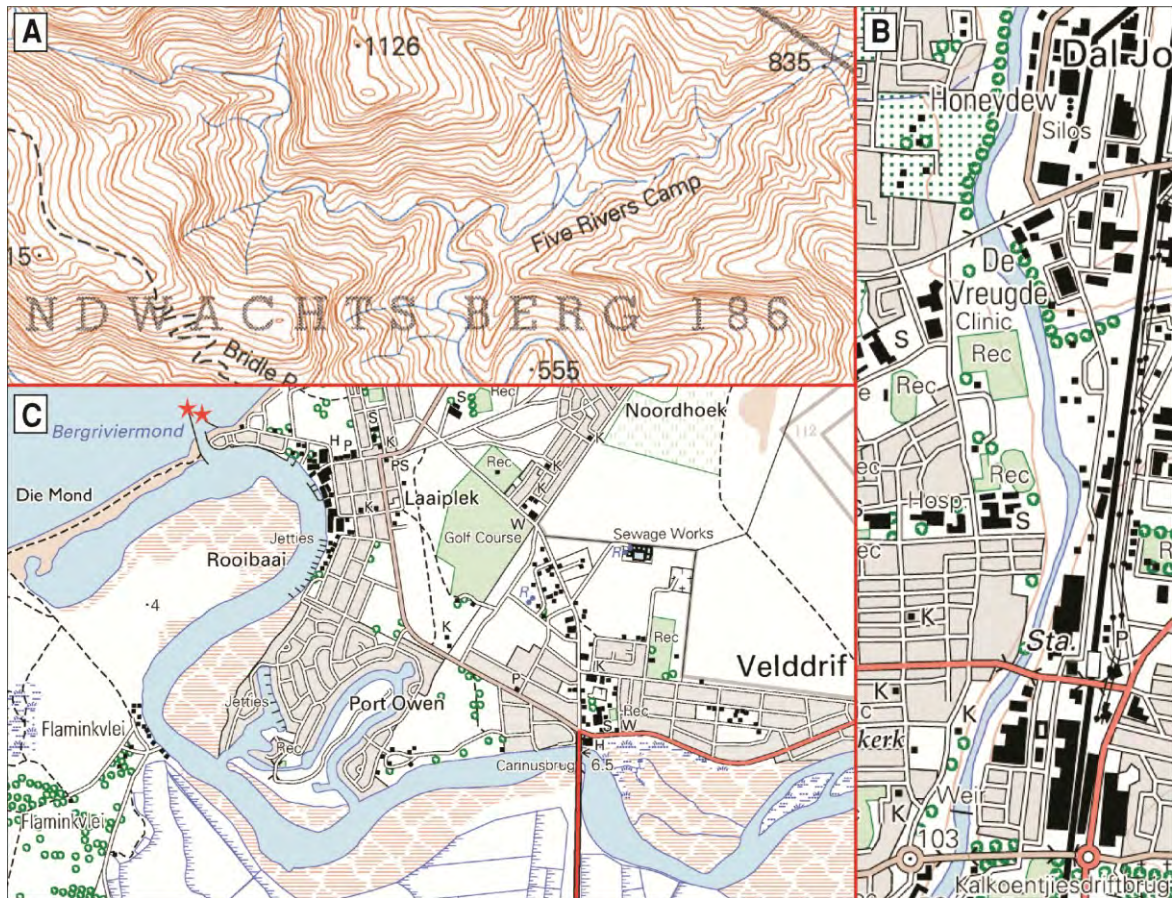 A
1126
835
Five Rivers Camp
15
NDWACHTS BERG 186
Bridle P
555
B
Dal Jo
Honeydew
Silos
De
Vreugde
Clinic
S
Rec
Rec
e
ec
Rec
Hosp
S
ec
R
K
Sta.
P
K
c
K
kerk
Weir
e
103
Kalkoentjiesdriftbrug
C
Bergriviermond
Die Mond
H
P
S
K
S
Rec
PS
K
Noordhoek
112
Rec
K
K
Laaiplek
K
W
Golf Course
Sewage Works
Jetties
Rooibaai
4
R
K
Rec
K
P
Velddrif
Port Owen
Jetties
Rec
Rec
S
W
H
Flaminkvlei
Carinusbrug
6.5
Flaminkvlei